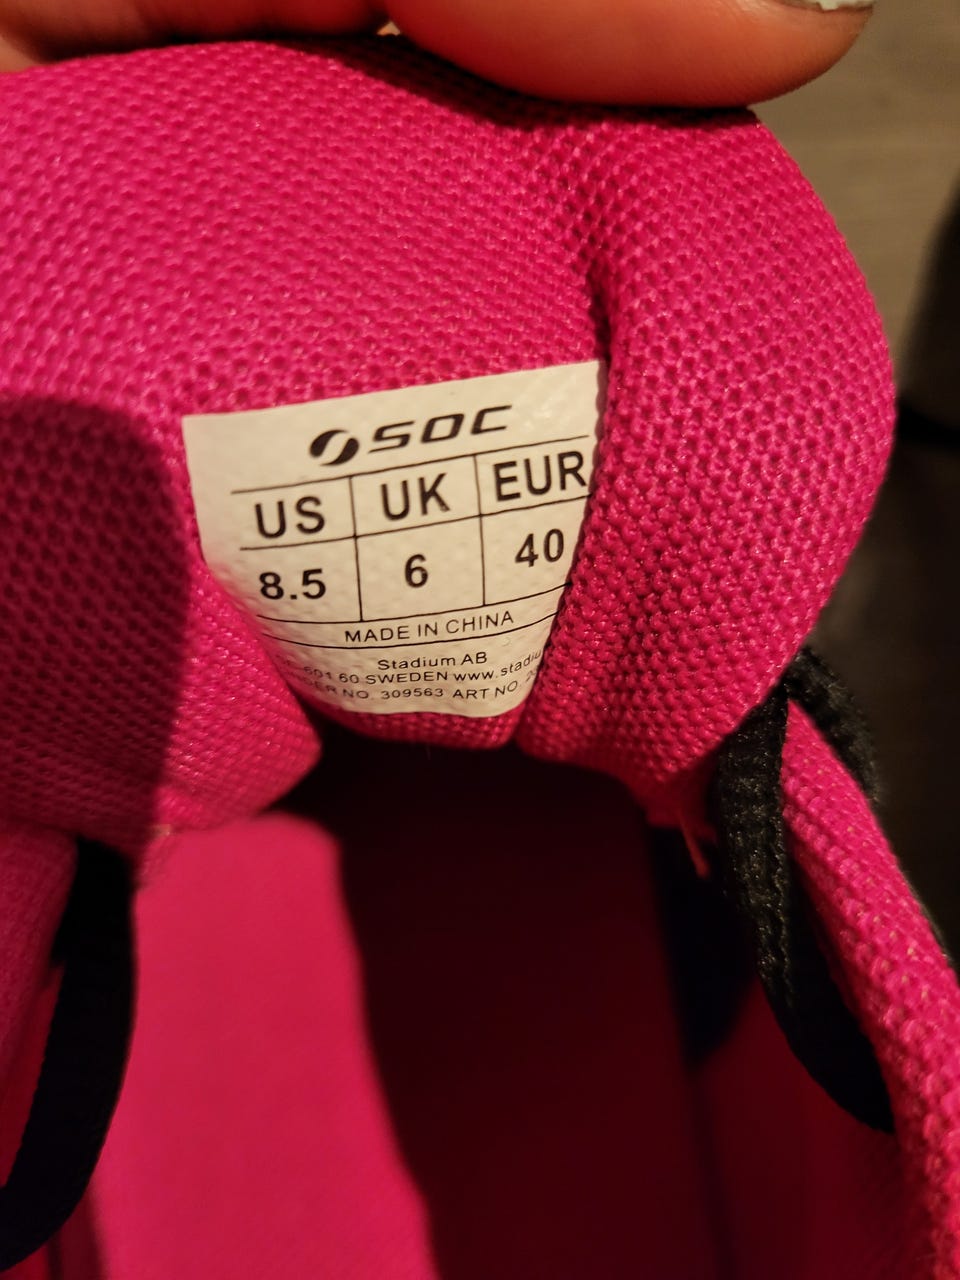 SOC
US UK EUR
8.5 6 40
MADE IN CHINA
Stadium AB
601 60 SWEDEN
NO. 309563 ART NO.